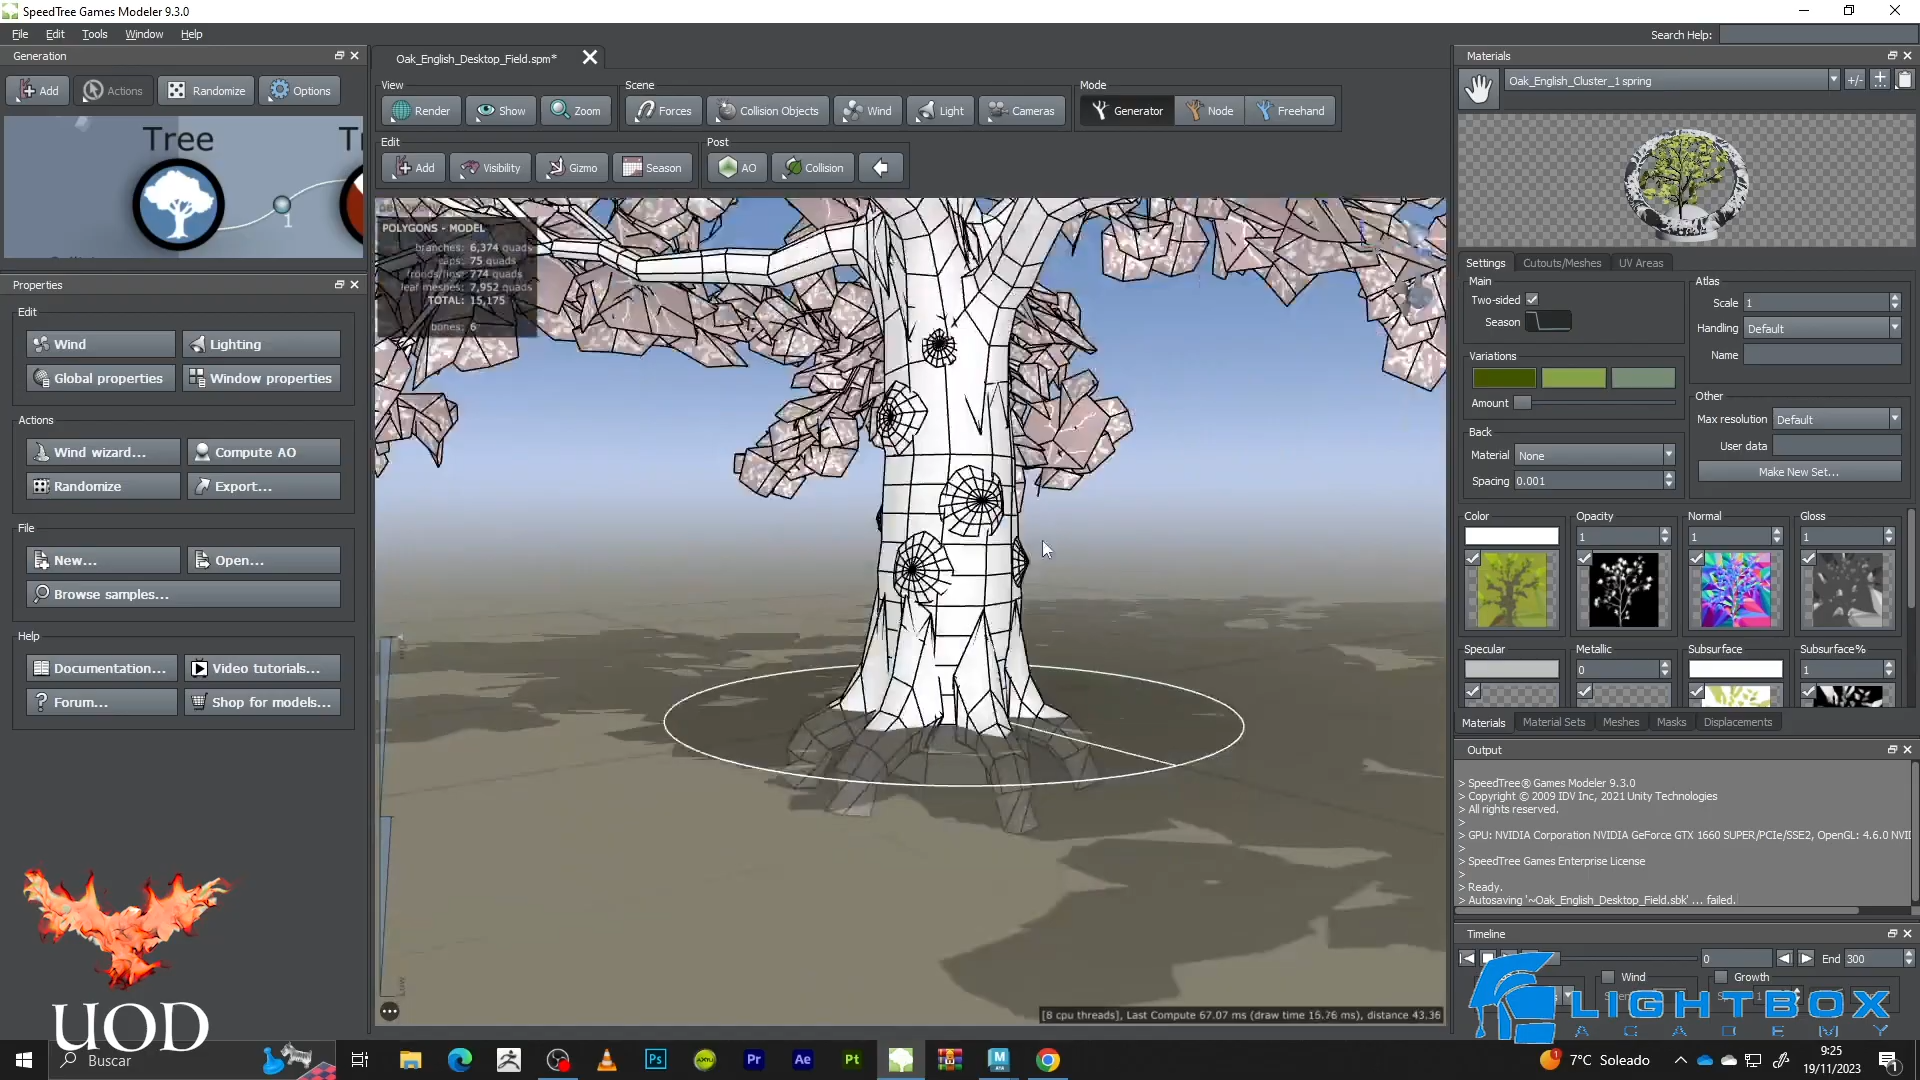 SpeedTree Games Modeler 9.3.0
File Edit Tools Window Help
Search Help:
Generation
Add Actions Randomize Options
Tree
1
Oak_English_Desktop_Field.spm*
View
Render Show Zoom
Scene
Forces Collision Objects Wind Light Cameras
Mode
Generator Node Freehand
Edit
Add Visibility Gizmo Season
Post
AO Collision
POLYGONS - MODEL
branches: 6,374 quads
caps: 75 quads
fronds/fins: 774 quads
leaf meshes: 7,952 quads
TOTAL: 15,175
bones: 6
[8 cpu threads], Last Compute 67.07 ms (draw time 15.76 ms), distance 43.36
Properties
Edit
Wind Lighting
Global properties Window properties
Actions
Wind wizard... Compute AO
Randomize Export...
File
New... Open...
Browse samples...
Help
Documentation... Video tutorials...
Forum... Shop for models...
UOD
Materials
Oak_English_Cluster_1 spring
+/-
Settings Cutouts/Meshes UV Areas
Main
Two-sided
Season
Variations
Amount
Back
Material None
Spacing 0.001
Atlas
Scale 1
Handling Default
Name
Other
Max resolution Default
User data
Make New Set...
Color Opacity Normal Gloss
1 1 1
Specular Metallic Subsurface Subsurface%
0 1
Materials Material Sets Meshes Masks Displacements
Output
> SpeedTree® Games Modeler 9.3.0
> Copyright © 2009 IDV Inc, 2021 Unity Technologies
> All rights reserved.
>
> GPU: NVIDIA Corporation NVIDIA GeForce GTX 1660 SUPER/PCIe/SSE2, OpenGL: 4.6.0 NVI
>
> SpeedTree Games Enterprise License
>
> Ready.
> Autosaving '~Oak_English_Desktop_Field.sbk' ... failed.
Timeline
0 End 300
Wind Growth
LIGHTBOX
ACADEMY
Buscar
Ps Pr Ae Pt M
7°C Soleado
9:25
19/11/2023
1